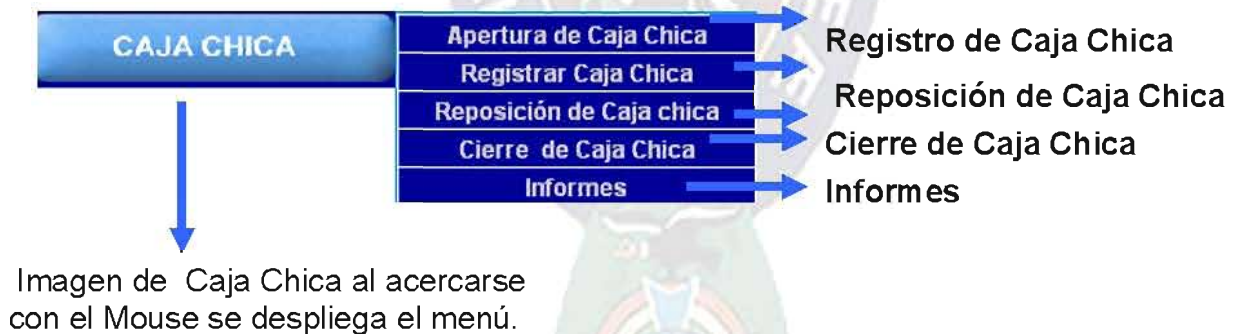 CAJA CHICA
Apertura de Caja Chica
Registrar Caja Chica
Reposición de Caja chica
Cierre de Caja Chica
Informes
Registro de Caja Chica
Reposición de Caja Chica
Cierre de Caja Chica
Informes
Imagen de Caja Chica al acercarse
con el Mouse se despliega el menú.